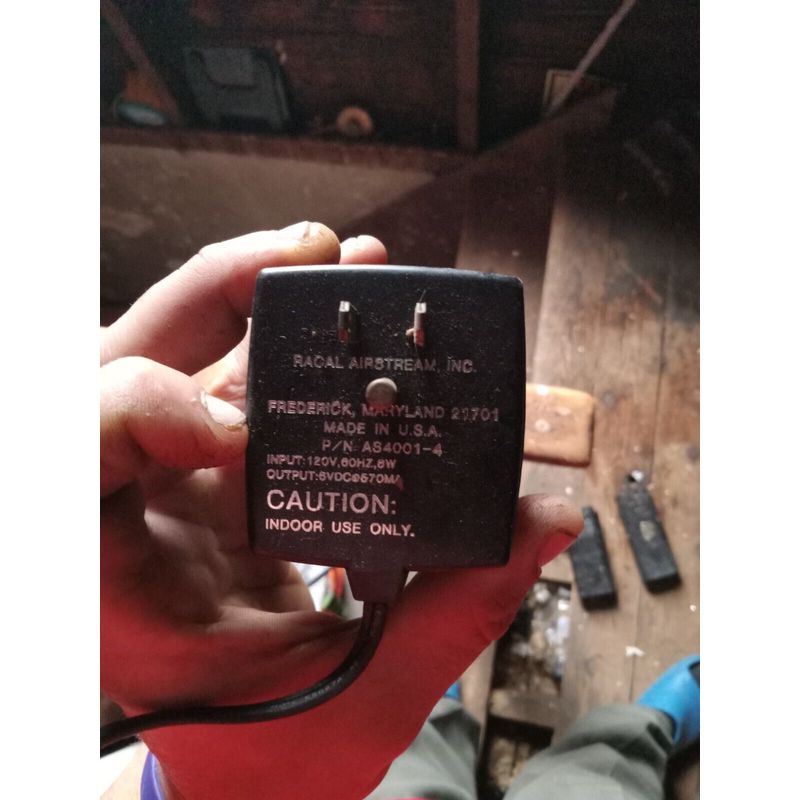 RACAL AIRSTREAM, INC.
FREDERICK, MARYLAND 21701
MADE IN U.S.A.
P/N AS4001-4
INPUT:120V,60HZ,6W
OUTPUT:6VDC@570MA
CAUTION:
INDOOR USE ONLY.